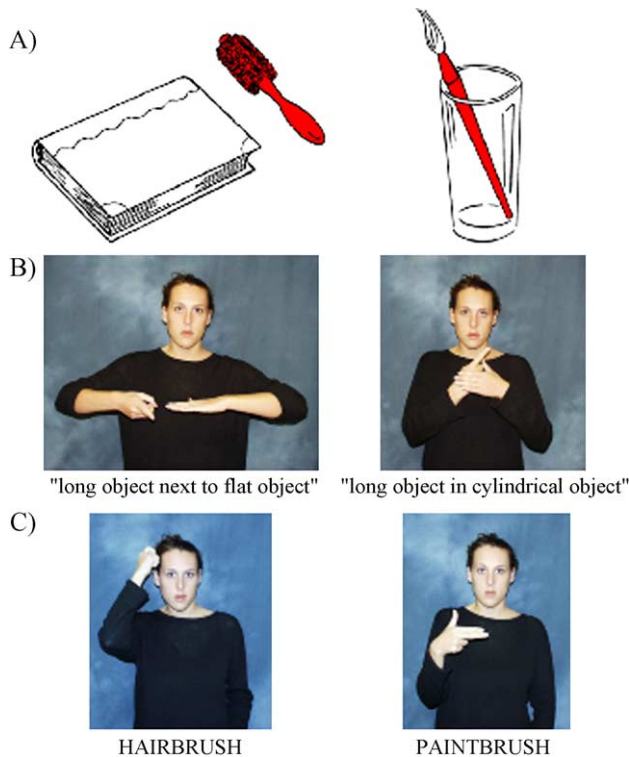 A)
B)
"long object next to flat object" "long object in cylindrical object"
C)
HAIRBRUSH PAINTBRUSH